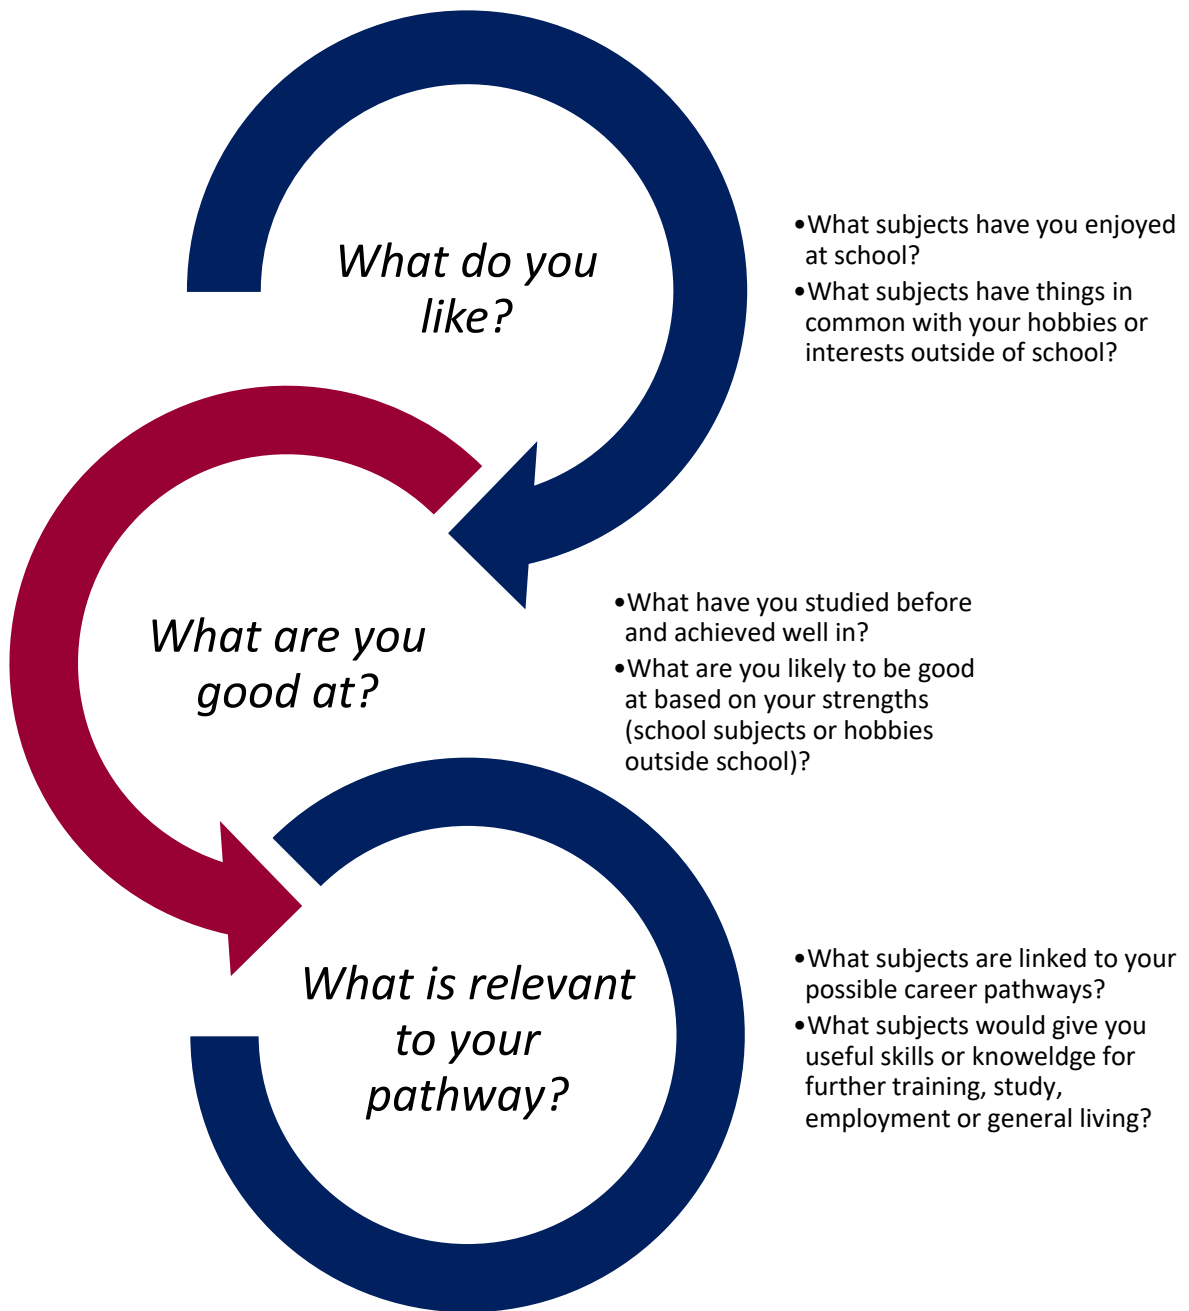 What do you
like?
•What subjects have you enjoyed
at school?
•What subjects have things in
common with your hobbies or
interests outside of school?
What are you
good at?
•What have you studied before
and achieved well in?
•What are you likely to be good
at based on your strengths
(school subjects or hobbies
outside school)?
What is relevant
to your
pathway?
•What subjects are linked to your
possible career pathways?
•What subjects would give you
useful skills or knoweldge for
further training, study,
employment or general living?